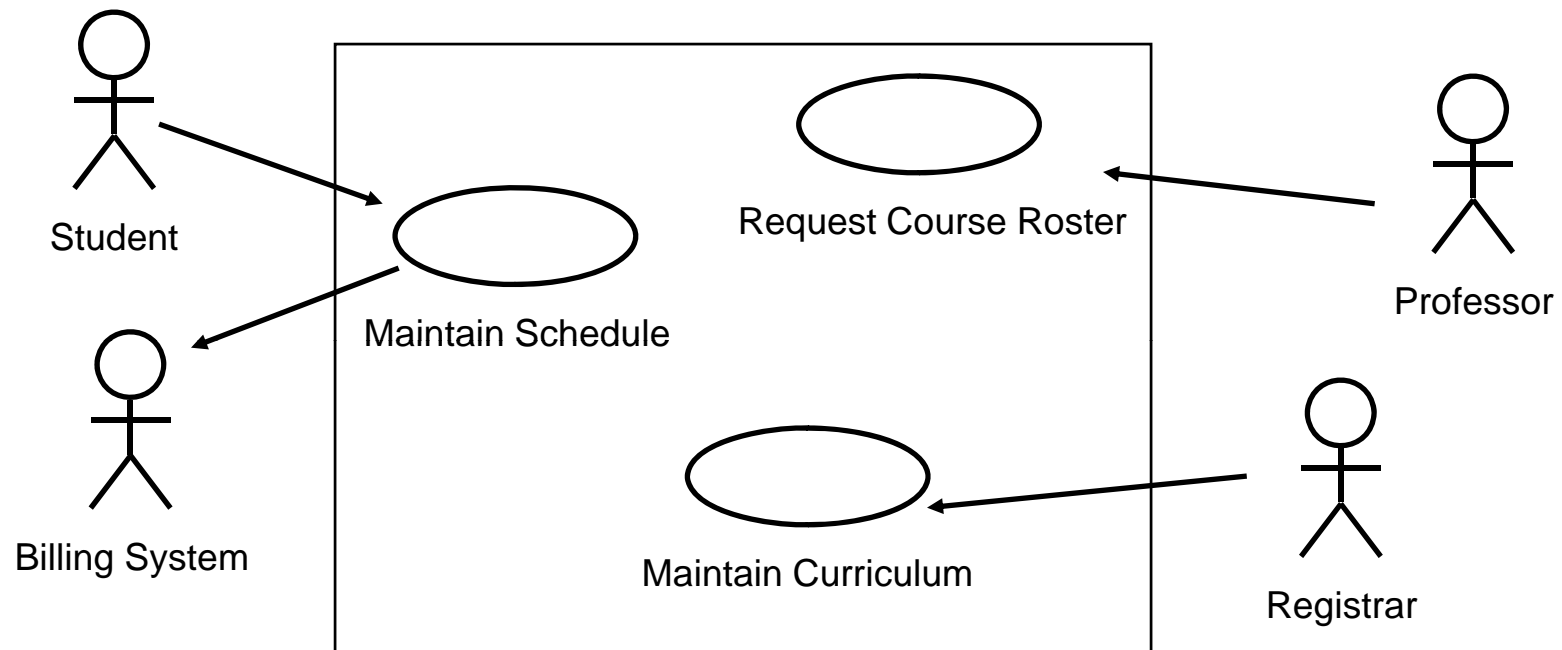 Student
Request Course Roster
Professor
Maintain Schedule
Billing System
Maintain Curriculum
Registrar